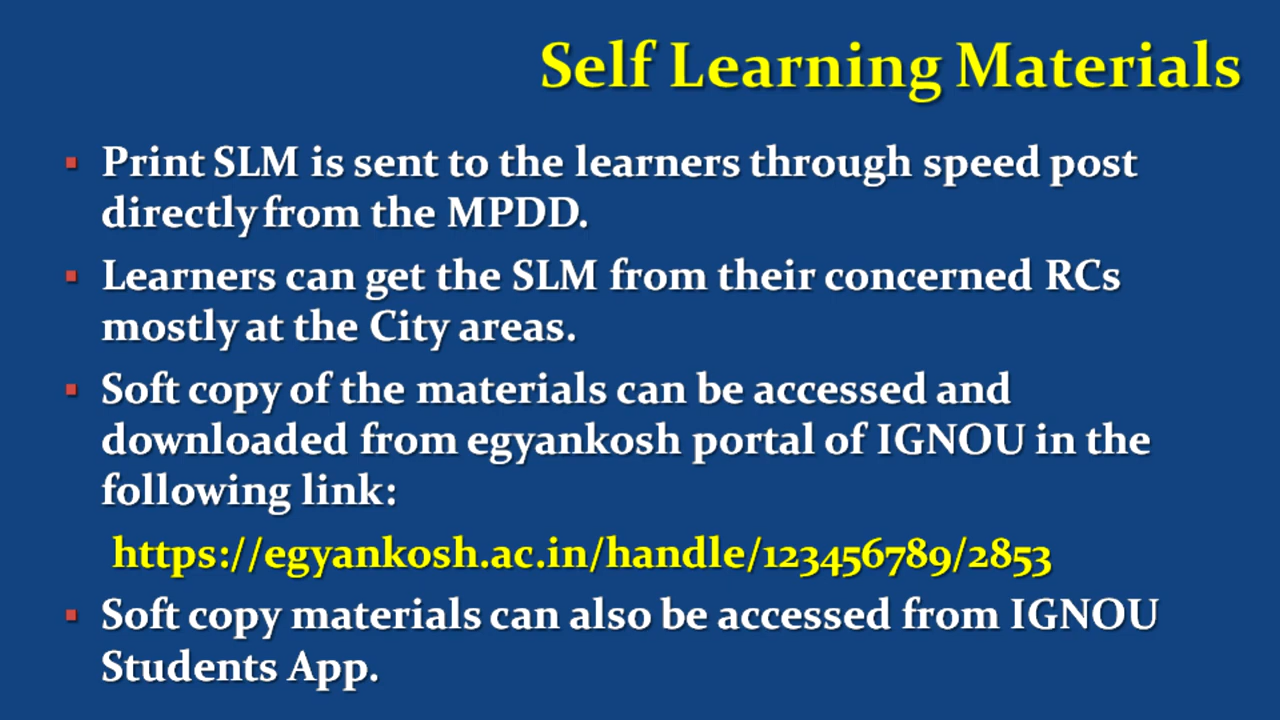 Self Learning Materials
▪ Print SLM is sent to the learners through speed post
directly from the MPDD.
▪ Learners can get the SLM from their concerned RCs
mostly at the City areas.
▪ Soft copy of the materials can be accessed and
downloaded from egyankosh portal of IGNOU in the
following link:
https://egyankosh.ac.in/handle/123456789/2853
▪ Soft copy materials can also be accessed from IGNOU
Students App.